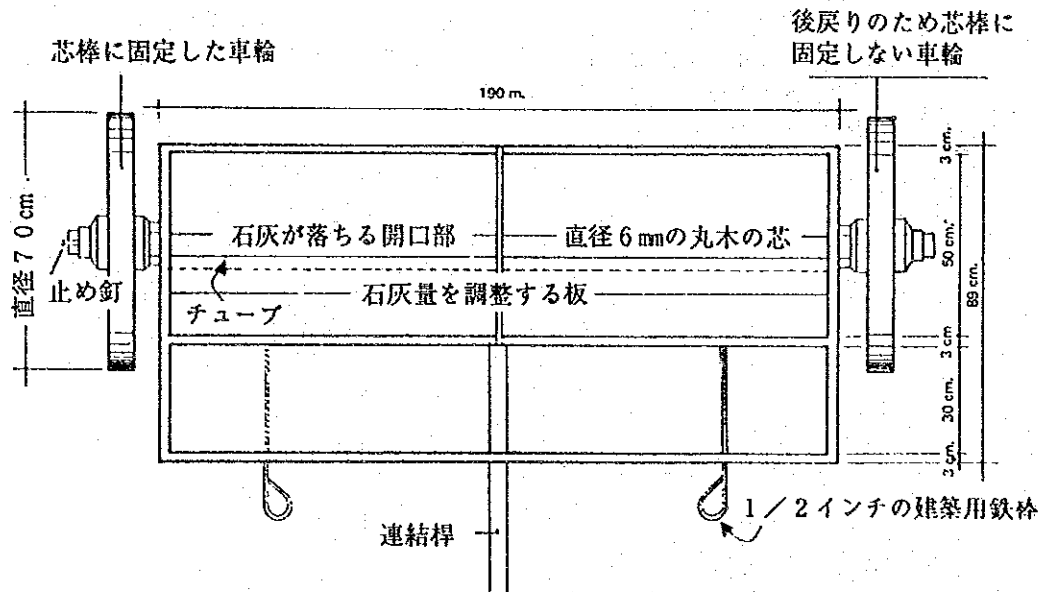 後戻りのため芯棒に
固定しない車輪
芯棒に固定した車輪
190 m.
3 cm.
直径70cm
石灰が落ちる開口部
直径6㎜の丸木の芯
50 cm.
89 cm.
止め釘
チューブ
石灰量を調整する板
3 cm
30 cm.
3 cm.
1/2インチの建築用鉄棒
連結桿